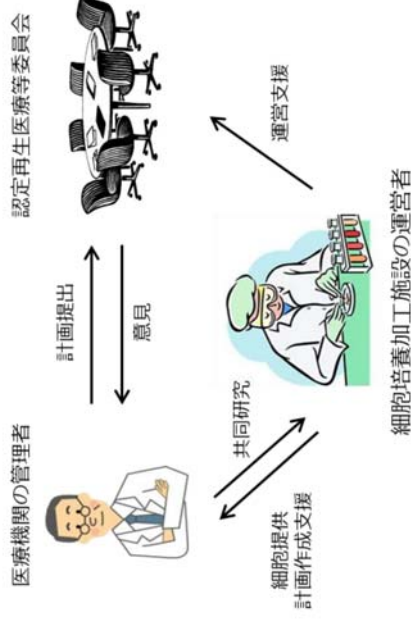 医療機関の管理者
認定再生医療等委員会
計画提出
意見
共同研究
細胞提供
計画作成支援
運営支援
細胞培養加工施設の運営者